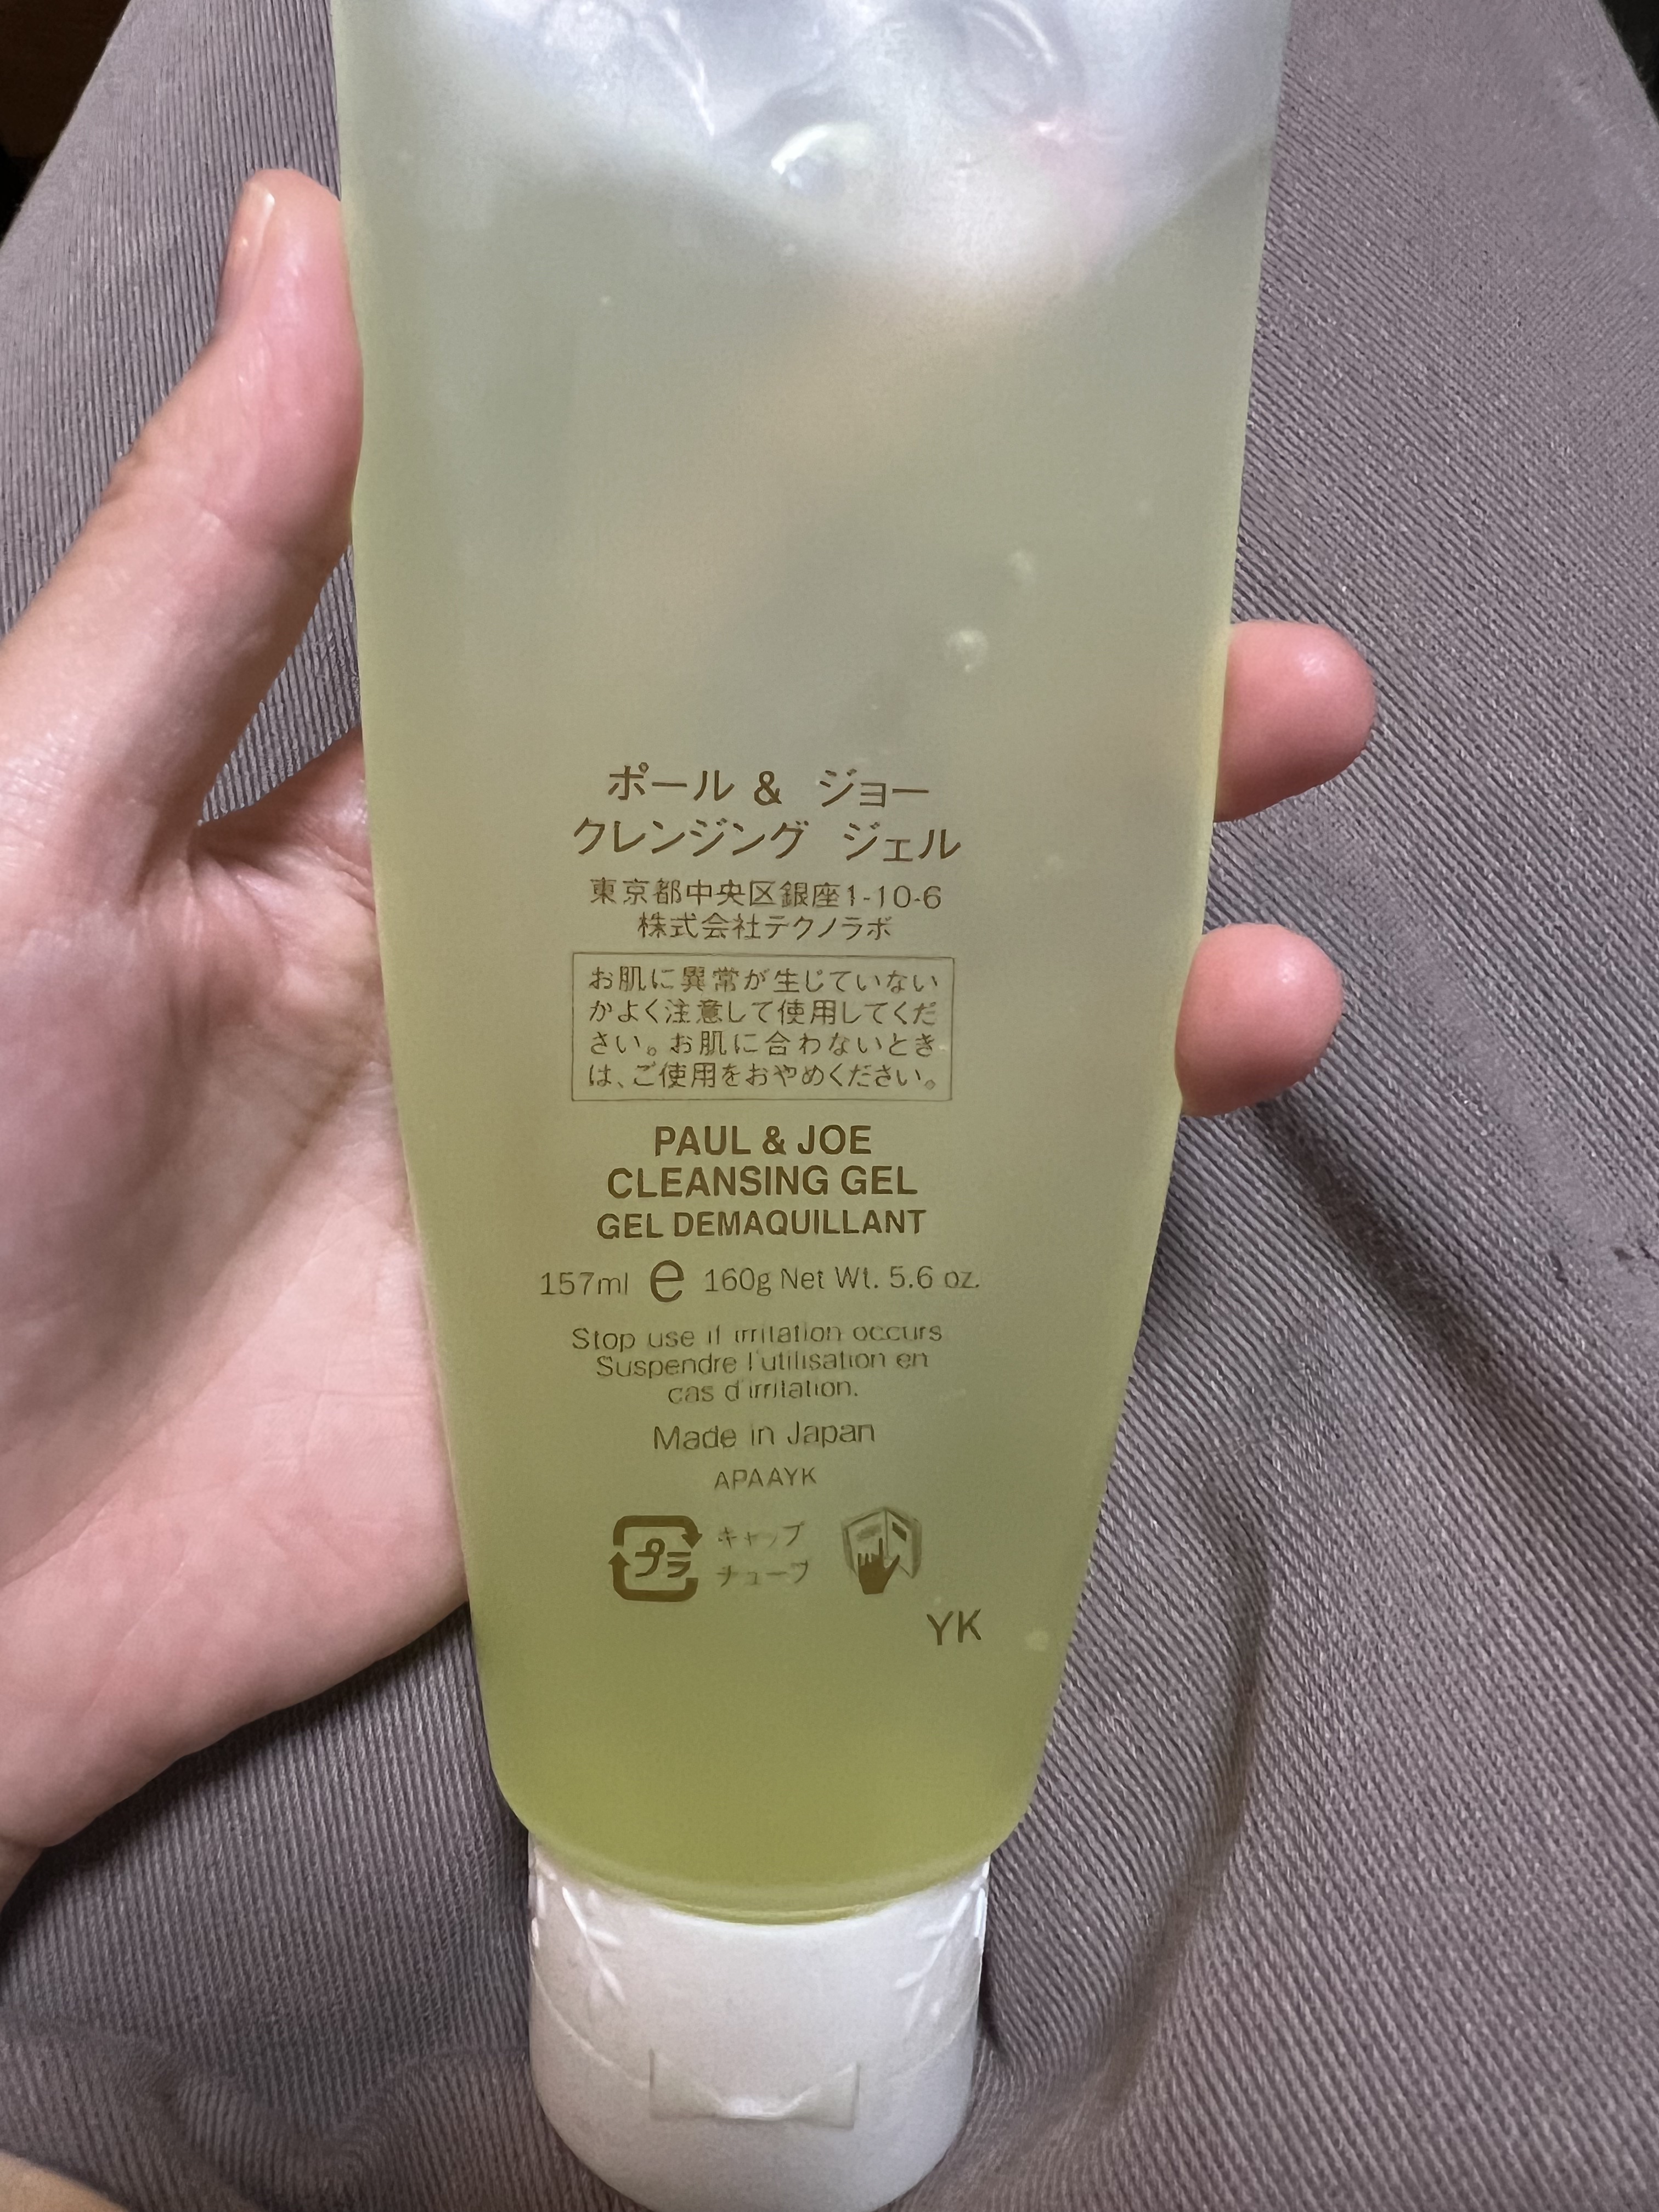 ポール & ジョー
クレンジング ジェル
東京都中央区銀座1-10-6
株式会社テクノラボ
お肌に異常が生じていない
かよく注意して使用してくだ
さい。お肌に合わないとき
は、ご使用をおやめください。
PAUL & JOE
CLEANSING GEL
GEL DEMAQUILLANT
157ml e 160g Net Wt. 5.6 oz.
Stop use if irritation occurs
Suspendre l'utilisation en
cas d'irritation.
Made in Japan
APAAYK
プラ キャップ
チューブ
YK